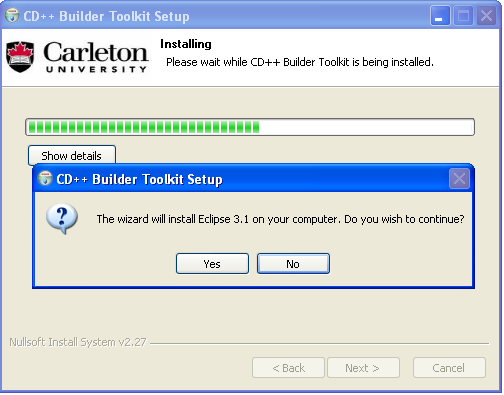 CD++ Builder Toolkit Setup
Carleton
UNIVERSITY
Installing
Please wait while CD++ Builder Toolkit is being installed.
Show details
CD++ Builder Toolkit Setup
The wizard will install Eclipse 3.1 on your computer. Do you wish to continue?
Yes
No
Nullsoft Install System v2.27
< Back
Next >
Cancel